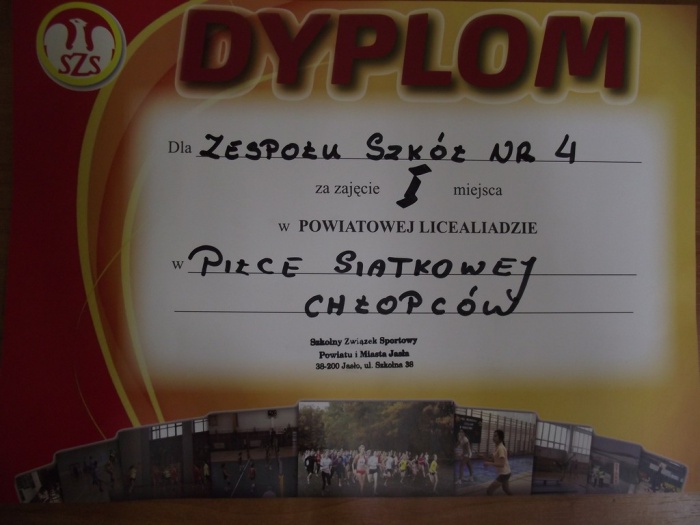 SZS
DYPLOM
Dla ZESPOŁU SZKÓŁ NR 4
za zajęcie I miejsca
w POWIATOWEJ LICEALIADZIE
w PIŁCE SIATKOWEJ
CHŁOPCÓW
Szkolny Związek Sportowy
Powiatu i Miasta Jasła
38-200 Jasło, ul. Szkolna 38